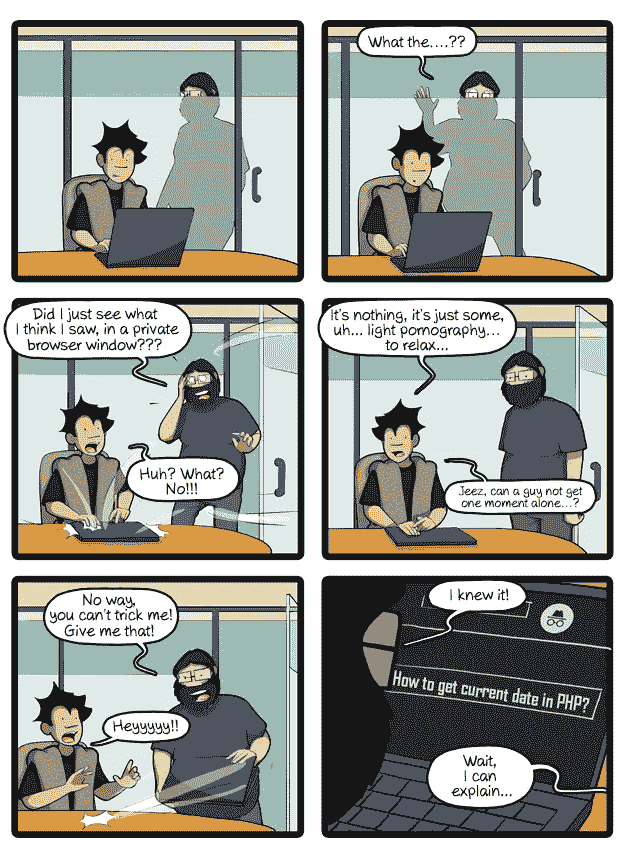 What the....??
Did I just see what
I think I saw, in a private
browser window???
Huh? What?
No!!!
It's nothing, it's just some,
uh... light pornography...
to relax...
Jeez, can a guy not get
one moment alone...?
No way,
you can't trick me!
Give me that!
Heyyyyy!!
I knew it!
How to get current date in PHP?
Wait,
I can
explain...